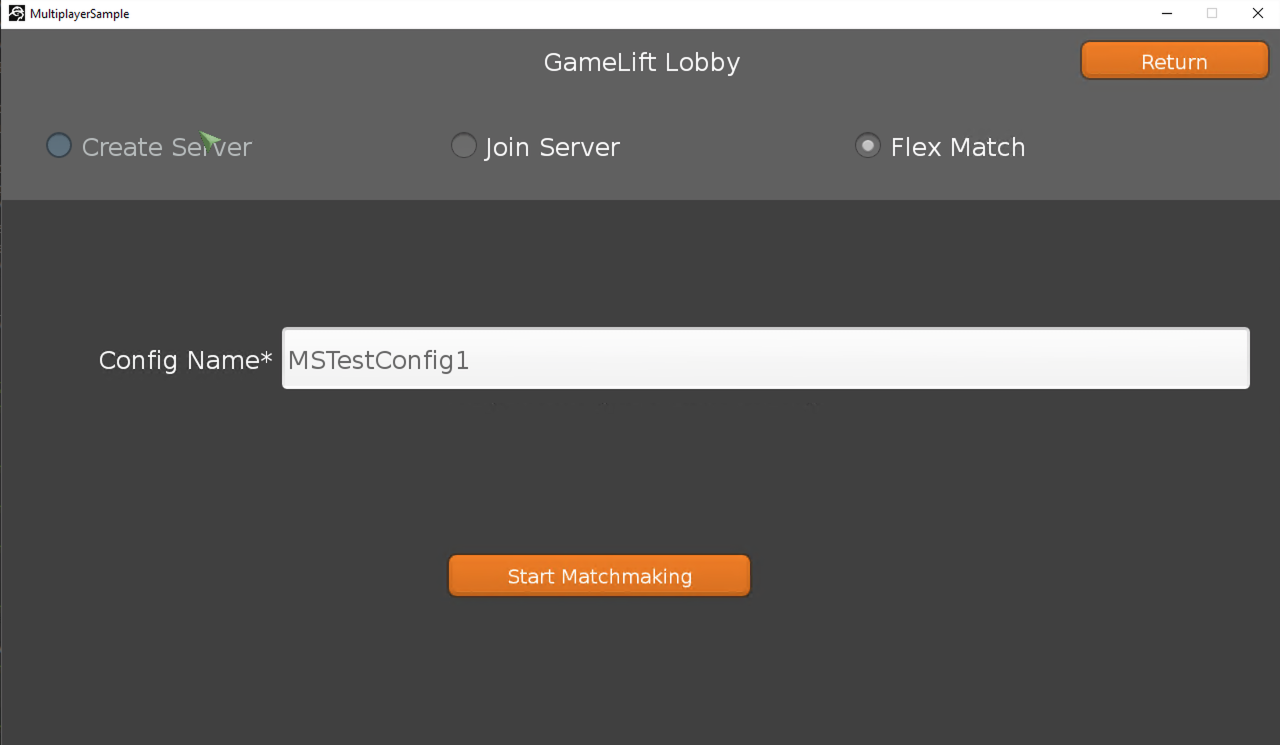 MultiplayerSample
GameLift Lobby
Return
Create Server
Join Server
Flex Match
Config Name*
MSTestConfig1
Start Matchmaking